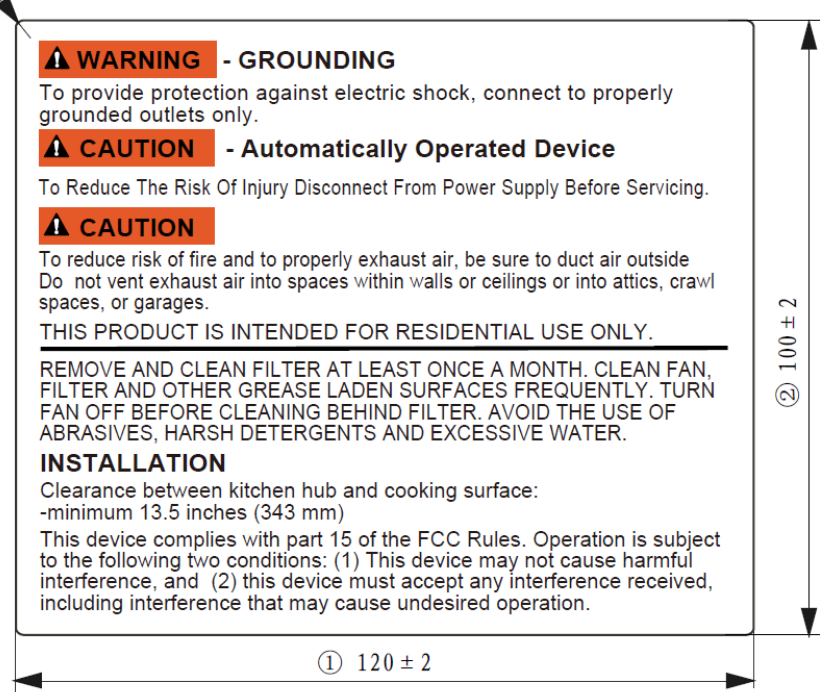 WARNING - GROUNDING
To provide protection against electric shock, connect to properly
grounded outlets only.
CAUTION - Automatically Operated Device
To Reduce The Risk Of Injury Disconnect From Power Supply Before Servicing.
CAUTION
To reduce risk of fire and to properly exhaust air, be sure to duct air outside
Do not vent exhaust air into spaces within walls or ceilings or into attics, crawl
spaces, or garages.
THIS PRODUCT IS INTENDED FOR RESIDENTIAL USE ONLY.
REMOVE AND CLEAN FILTER AT LEAST ONCE A MONTH. CLEAN FAN,
FILTER AND OTHER GREASE LADEN SURFACES FREQUENTLY. TURN
FAN OFF BEFORE CLEANING BEHIND FILTER. AVOID THE USE OF
ABRASIVES, HARSH DETERGENTS AND EXCESSIVE WATER.
INSTALLATION
Clearance between kitchen hub and cooking surface:
-minimum 13.5 inches (343 mm)
This device complies with part 15 of the FCC Rules. Operation is subject
to the following two conditions: (1) This device may not cause harmful
interference, and (2) this device must accept any interference received,
including interference that may cause undesired operation.
② 100 ± 2
① 120 ± 2